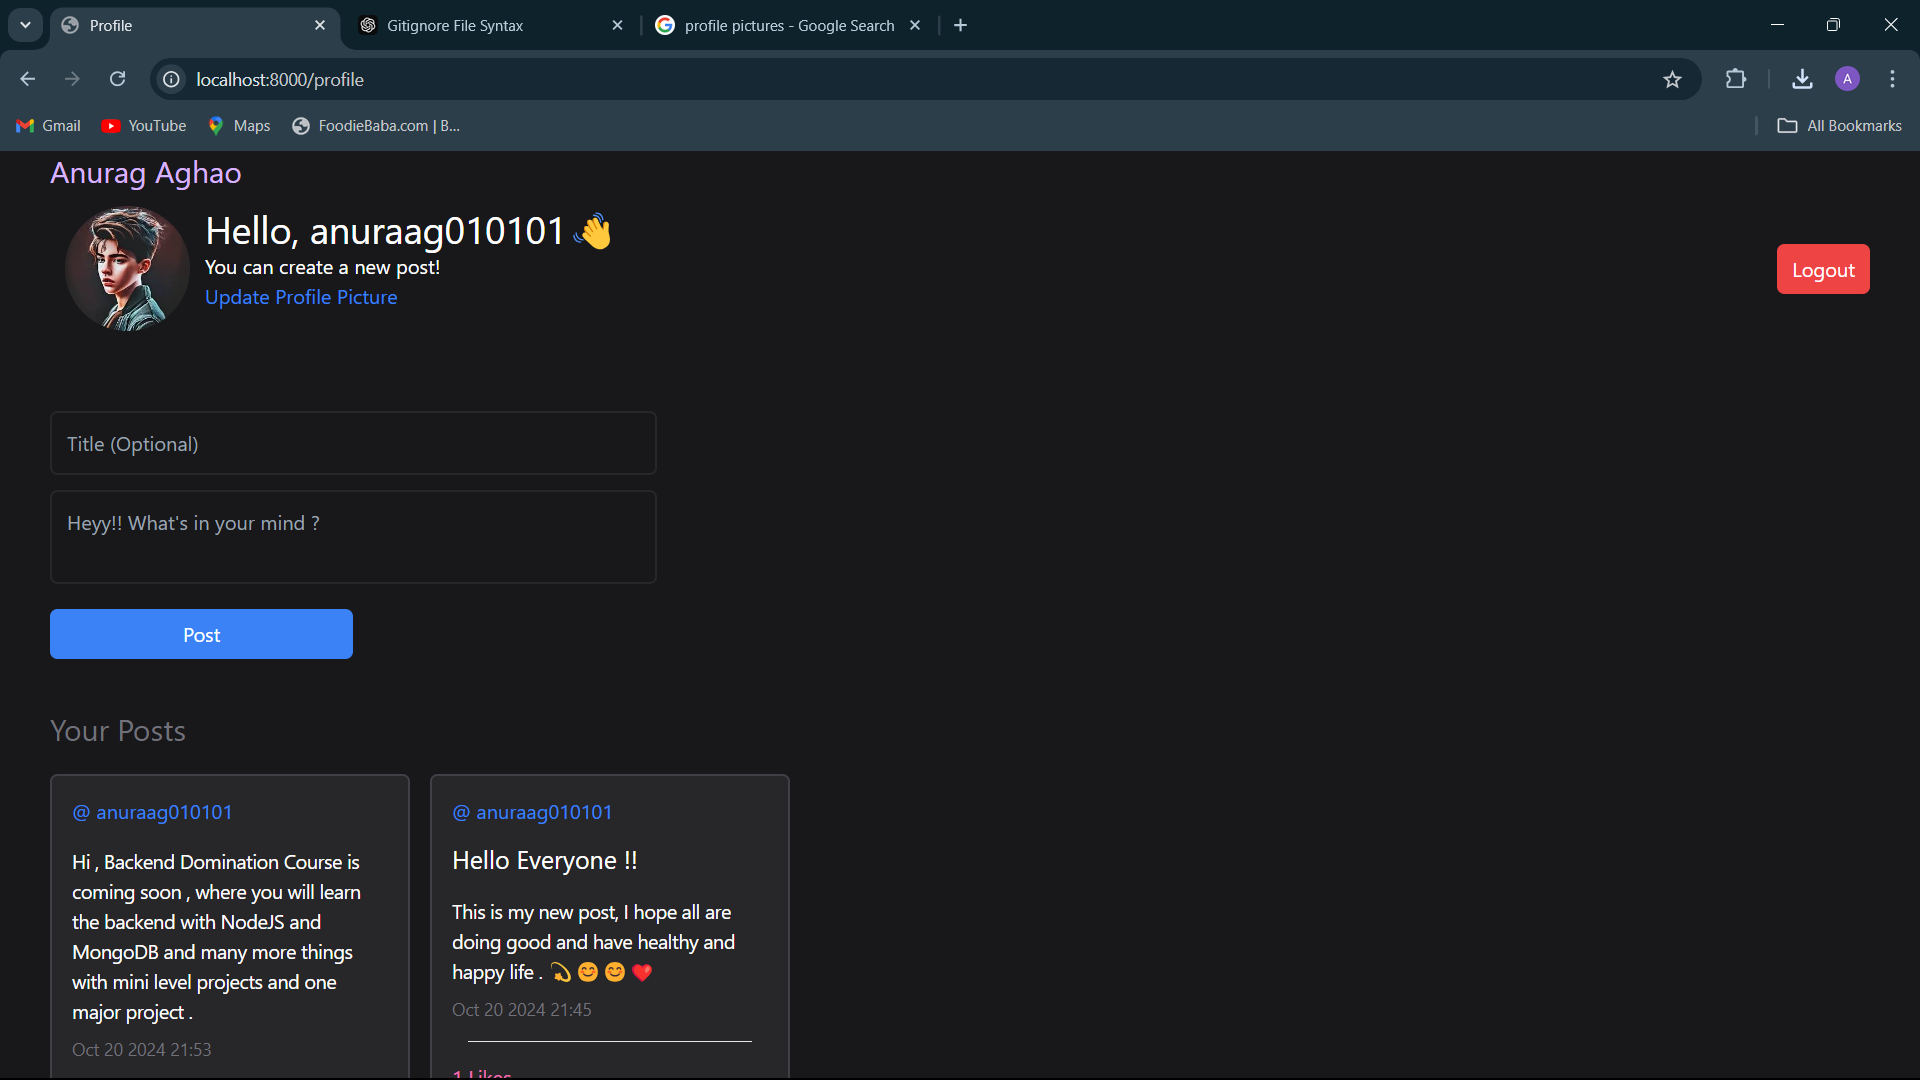 Profile
Gitignore File Syntax
profile pictures - Google Search
localhost:8000/profile
A
Gmail
YouTube
Maps
FoodieBaba.com | B...
All Bookmarks
Anurag Aghao
Hello, anuraag010101 👋
You can create a new post!
Update Profile Picture
Logout
Title (Optional)
Heyy!! What's in your mind ?
Post
Your Posts
@ anuraag010101
Hi , Backend Domination Course is
coming soon , where you will learn
the backend with NodeJS and
MongoDB and many more things
with mini level projects and one
major project .
Oct 20 2024 21:53
@ anuraag010101
Hello Everyone !!
This is my new post, I hope all are
doing good and have healthy and
happy life . 💫 😊 😊 ❤️
Oct 20 2024 21:45
1 Likes